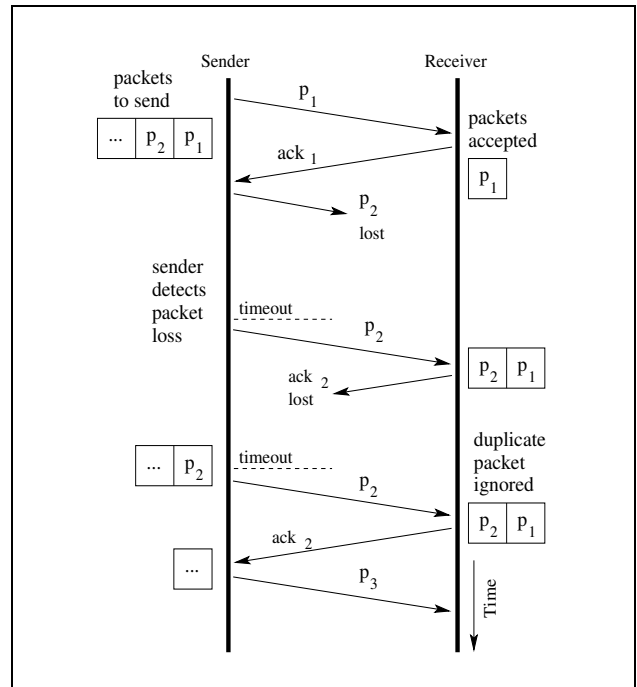 Sender
Receiver
packets
to send
p1
... p2 p1
packets
accepted
ack 1
p1
p2
lost
sender
detects
packet
loss
timeout
p2
p2 p1
ack 2
lost
duplicate
packet
ignored
... p2
timeout
p2
p2 p1
ack 2
...
p3
Time